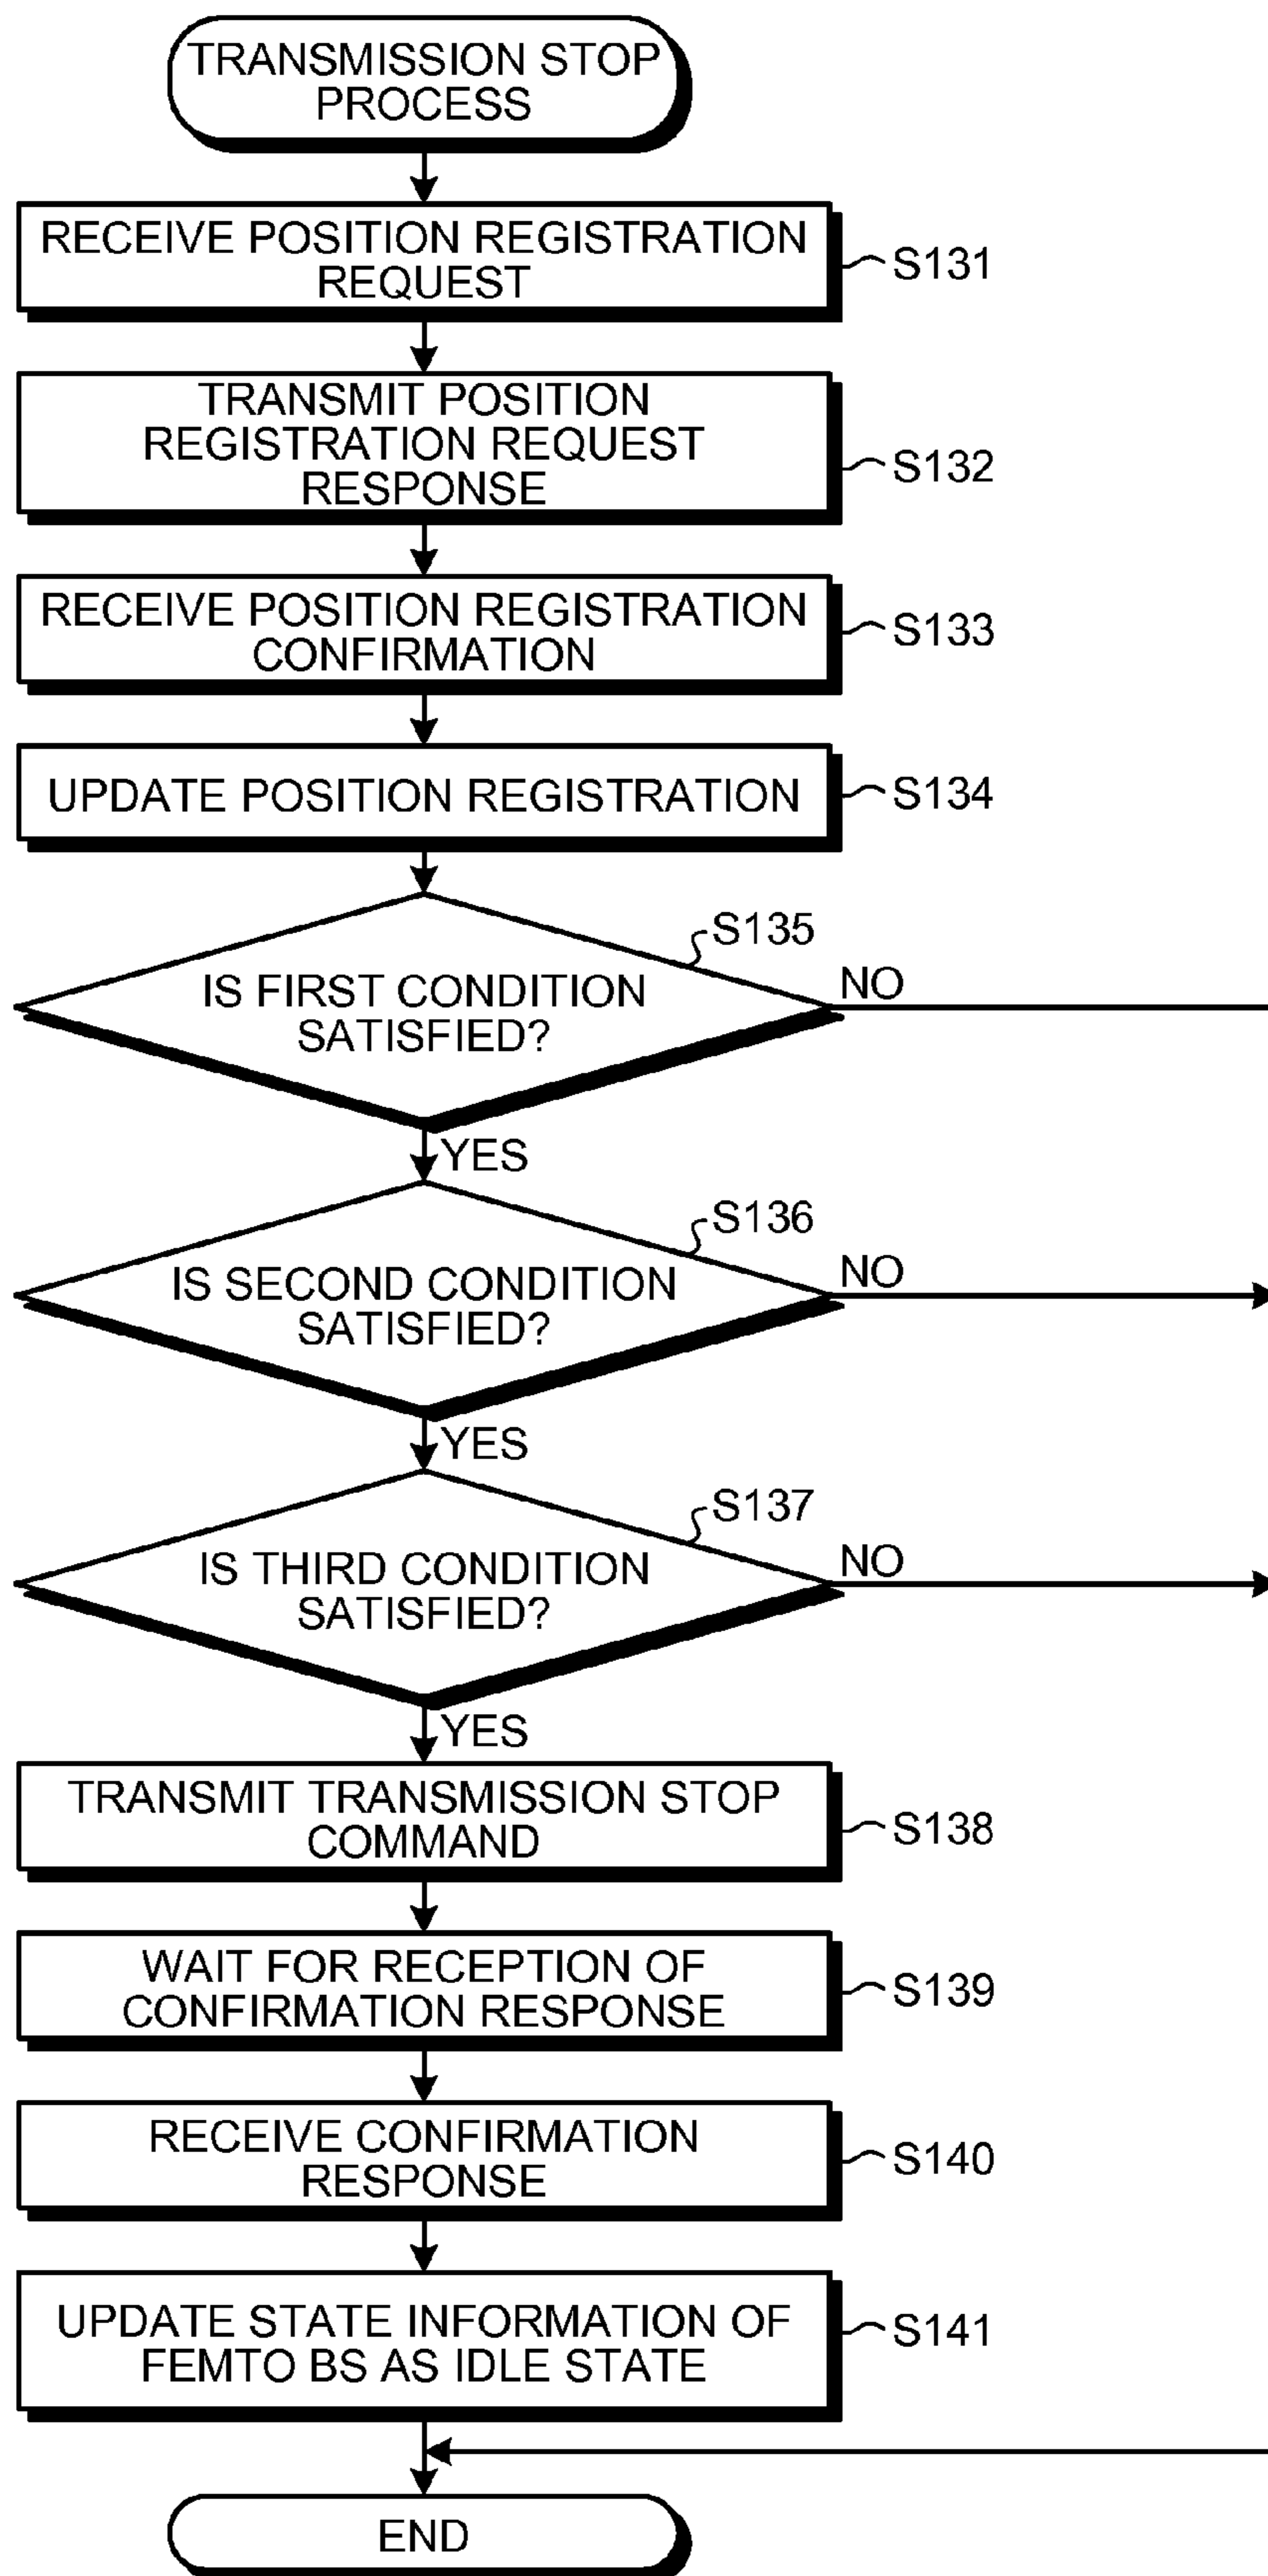 TRANSMISSION STOP
PROCESS
RECEIVE POSITION REGISTRATION
REQUEST
S131
TRANSMIT POSITION
REGISTRATION REQUEST
RESPONSE
S132
RECEIVE POSITION REGISTRATION
CONFIRMATION
S133
UPDATE POSITION REGISTRATION
S134
S135
IS FIRST CONDITION
SATISFIED?
NO
YES
S136
IS SECOND CONDITION
SATISFIED?
NO
YES
S137
IS THIRD CONDITION
SATISFIED?
NO
YES
TRANSMIT TRANSMISSION STOP
COMMAND
S138
WAIT FOR RECEPTION OF
CONFIRMATION RESPONSE
S139
RECEIVE CONFIRMATION
RESPONSE
S140
UPDATE STATE INFORMATION OF
FEMTO BS AS IDLE STATE
S141
END